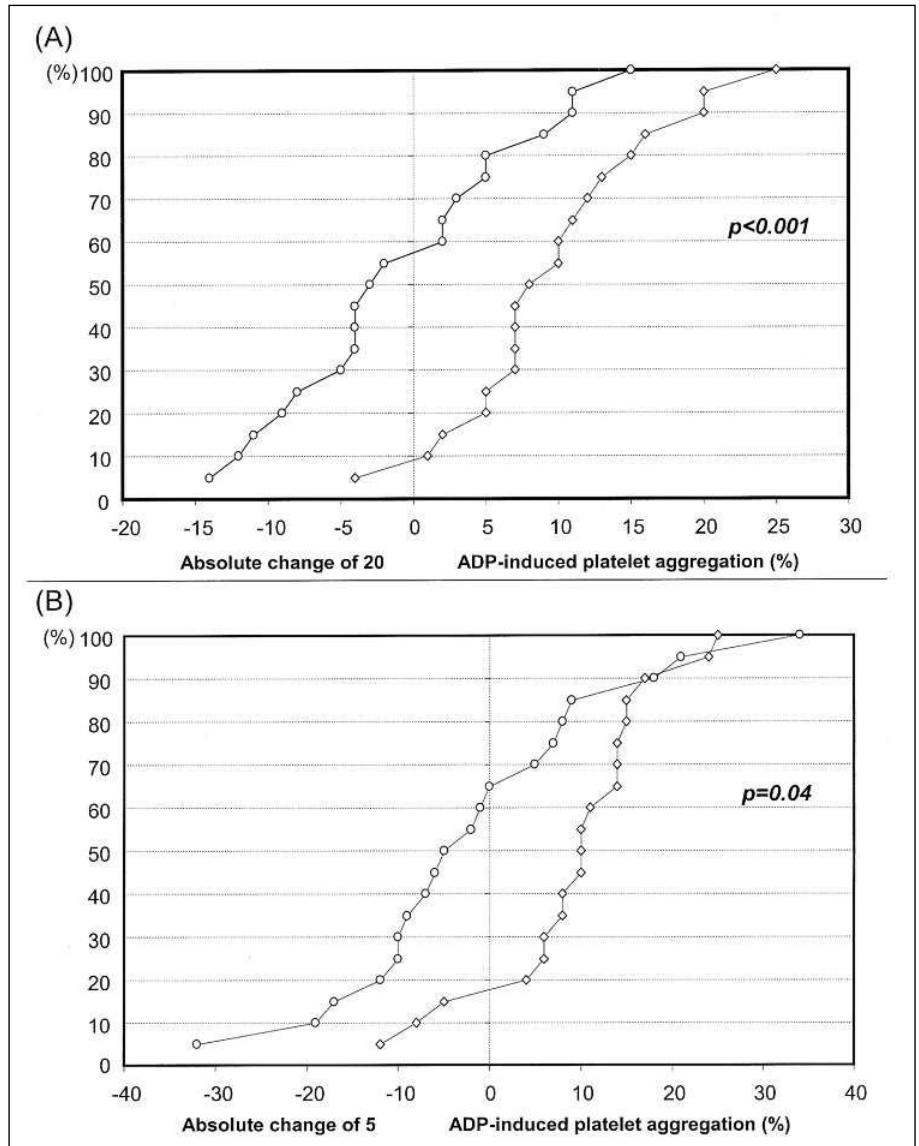 (A)
(%) 100
90
80
70
60
50
40
30
20
10
0
p<0.001
-20 -15 -10 -5 0 5 10 15 20 25 30
Absolute change of 20 ADP-induced platelet aggregation (%)
(B)
(%) 100
90
80
70
60
50
40
30
20
10
0
p=0.04
-40 -30 -20 -10 0 10 20 30 40
Absolute change of 5 ADP-induced platelet aggregation (%)